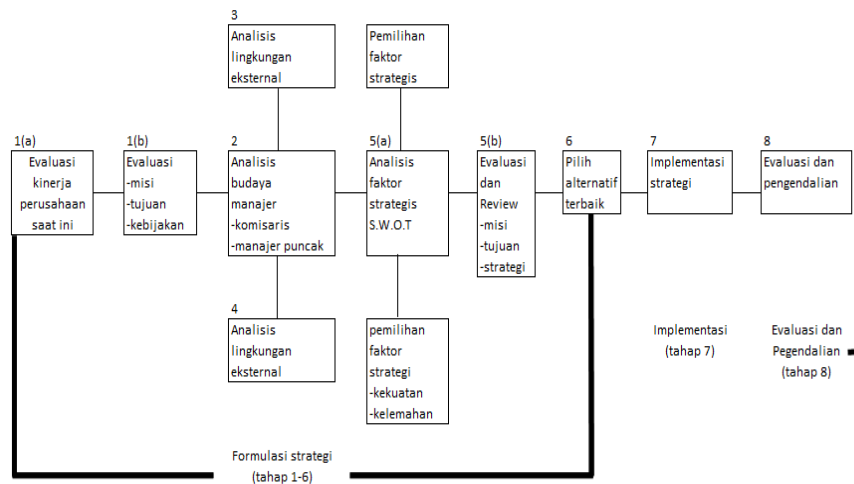 3
Analisis
lingkungan
eksternal
Pemilihan
faktor
strategis
1(a)
Evaluasi
kinerja
perusahaan
saat ini
1(b)
Evaluasi
-misi
-tujuan
-kebijakan
2
Analisis
budaya
manajer
-komisaris
-manajer puncak
5(a)
Analisis
faktor
strategis
S.W.O.T
5(b)
Evaluasi
dan
Review
-misi
-tujuan
-strategi
6
Pilih
alternatif
terbaik
7
Implementasi
strategi
8
Evaluasi dan
pengendalian
4
Analisis
lingkungan
eksternal
pemilihan
faktor
strategi
-kekuatan
-kelemahan
Implementasi
(tahap 7)
Evaluasi dan
Pegendalian
(tahap 8)
Formulasi strategi
(tahap 1-6)